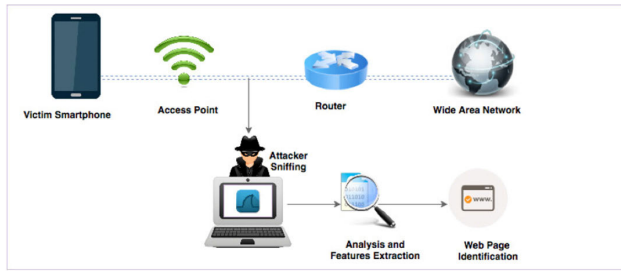 Victim Smartphone
Access Point
Router
Wide Area Network
Attacker
Sniffing
www.
Analysis and
Features Extraction
Web Page
Identification